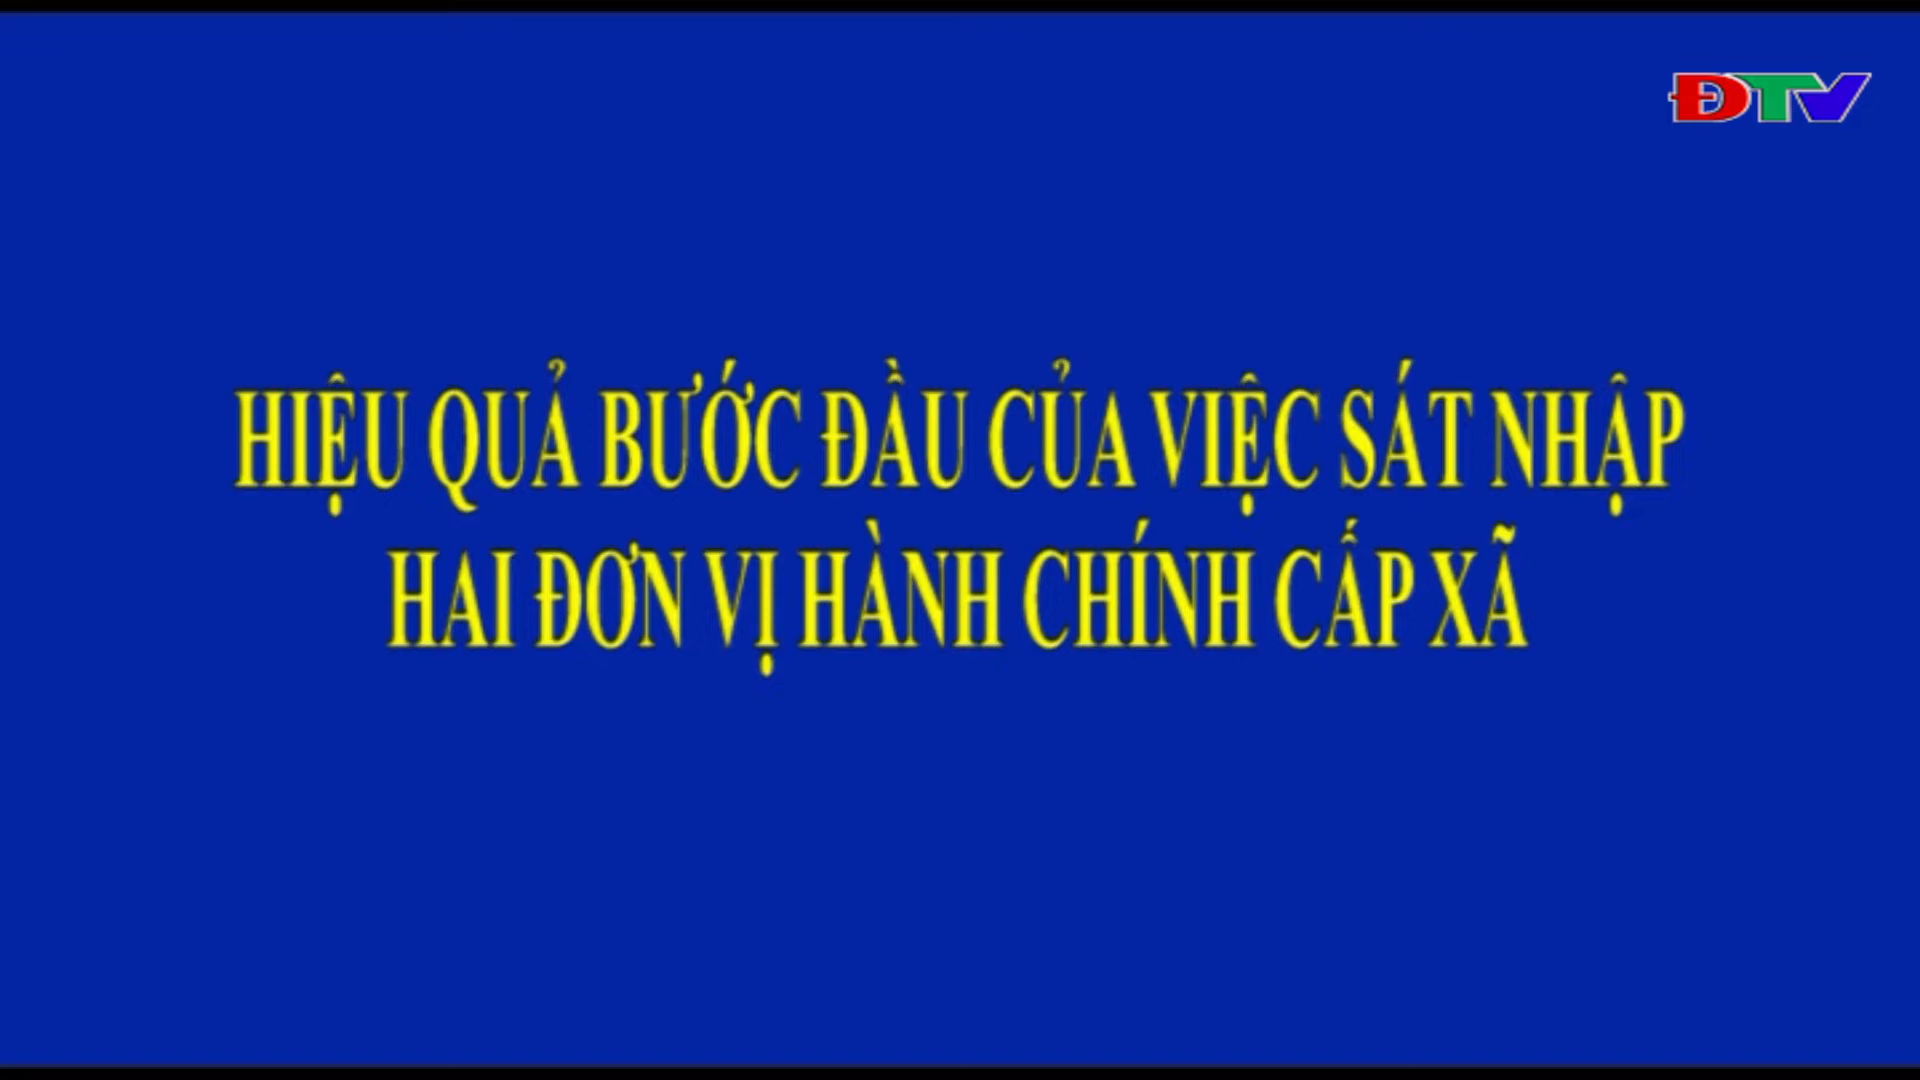 ĐTV
HIỆU QUẢ BƯỚC ĐẦU CỦA VIỆC SÁT NHẬP
HAI ĐƠN VỊ HÀNH CHÍNH CẤP XÃ